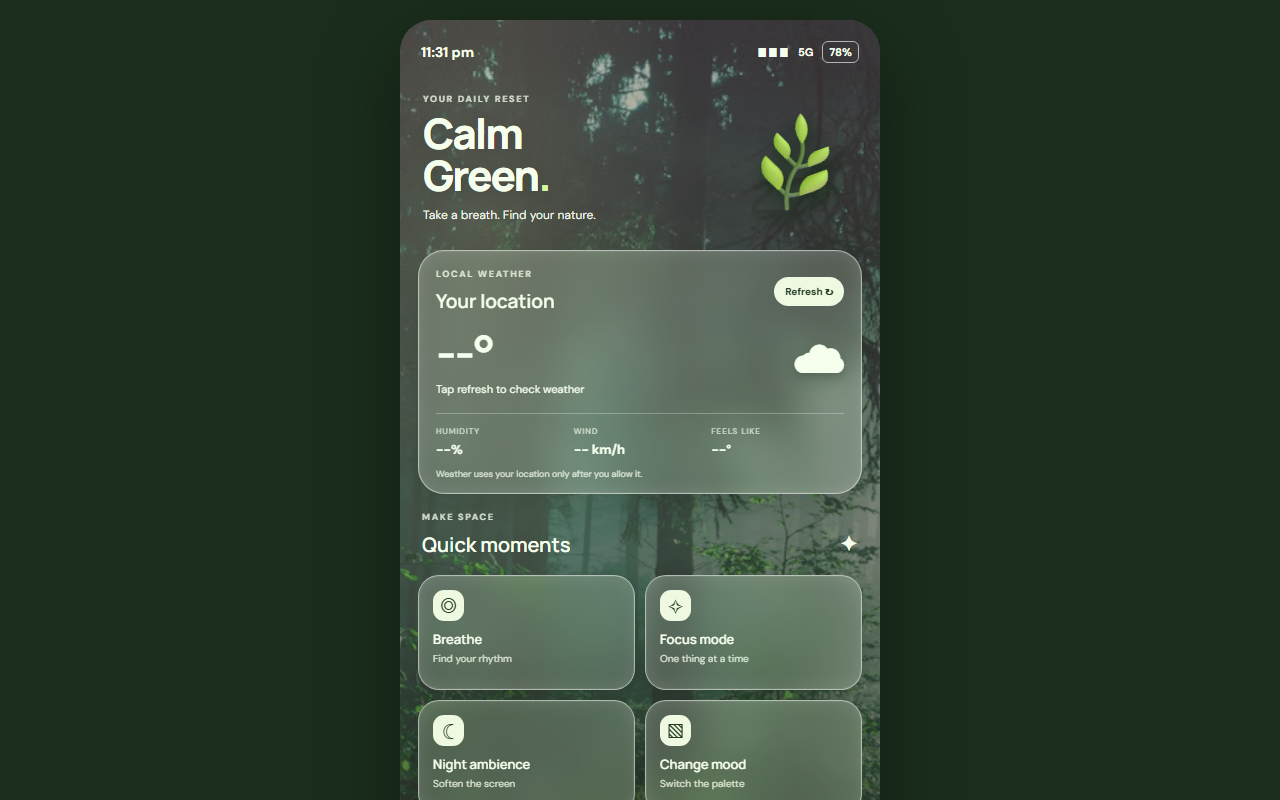 11:31 pm
5G
78%
YOUR DAILY RESET
Calm
Green.
Take a breath. Find your nature.
LOCAL WEATHER
Your location
Refresh ↻
--°
Tap refresh to check weather
HUMIDITY
WIND
FEELS LIKE
--%
-- km/h
--°
Weather uses your location only after you allow it.
MAKE SPACE
Quick moments
Breathe
Find your rhythm
Focus mode
One thing at a time
Night ambience
Soften the screen
Change mood
Switch the palette